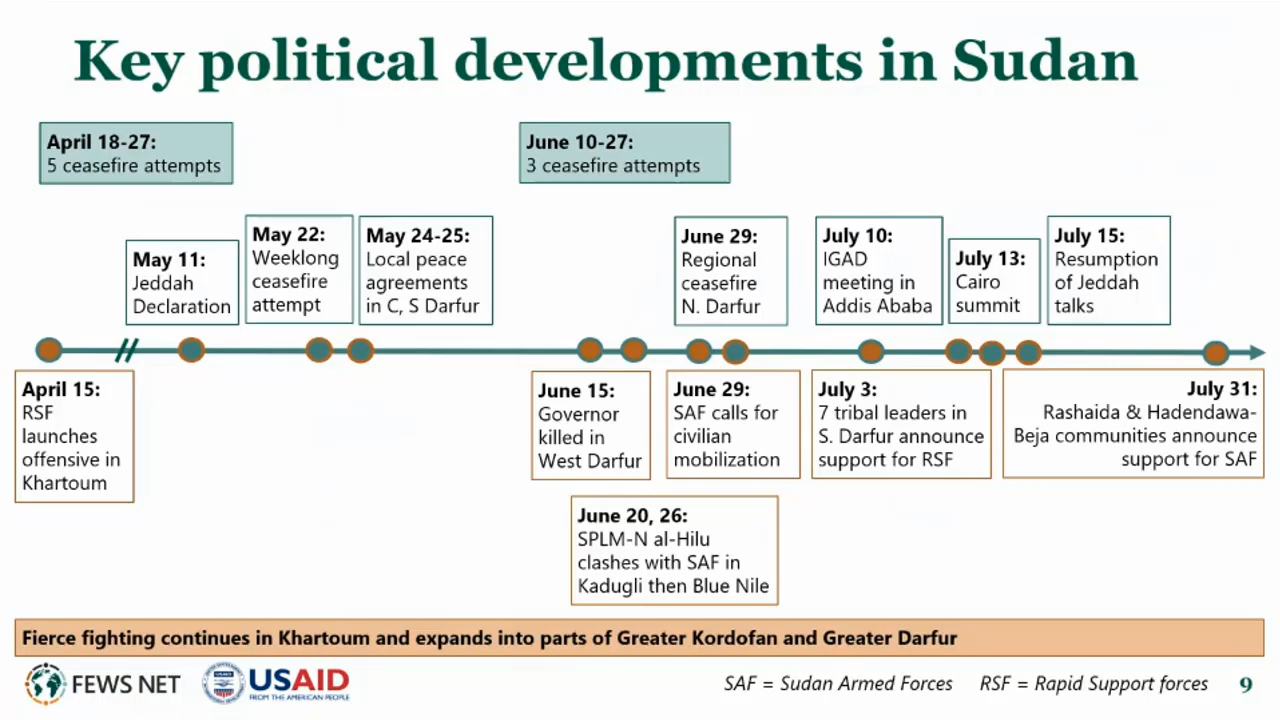 Key political developments in Sudan
April 18-27:
5 ceasefire attempts
June 10-27:
3 ceasefire attempts
May 11:
Jeddah
Declaration
May 22:
Weeklong
ceasefire
attempt
May 24-25:
Local peace
agreements
in C, S Darfur
June 29:
Regional
ceasefire
N. Darfur
July 10:
IGAD
meeting in
Addis Ababa
July 13:
Cairo
summit
July 15:
Resumption
of Jeddah
talks
April 15:
RSF
launches
offensive in
Khartoum
June 15:
Governor
killed in
West Darfur
June 29:
SAF calls for
civilian
mobilization
July 3:
7 tribal leaders in
S. Darfur announce
support for RSF
July 31:
Rashaida & Hadendawa-
Beja communities announce
support for SAF
June 20, 26:
SPLM-N al-Hilu
clashes with SAF in
Kadugli then Blue Nile
Fierce fighting continues in Khartoum and expands into parts of Greater Kordofan and Greater Darfur
FEWS NET
USAID
FROM THE AMERICAN PEOPLE
SAF = Sudan Armed Forces RSF = Rapid Support forces
9